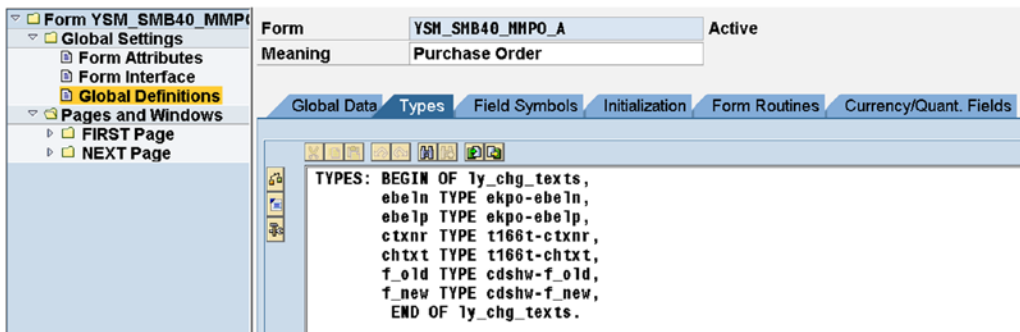 Form YSM_SMB40_MMP
Global Settings
Form Attributes
Form Interface
Global Definitions
Pages and Windows
FIRST Page
NEXT Page
Form YSM_SMB40_MMPO_A Active
Meaning Purchase Order
Global Data Types Field Symbols Initialization Form Routines Currency/Quant. Fields
TYPES: BEGIN OF ly_chg_texts,
ebeln TYPE ekpo-ebeln,
ebelp TYPE ekpo-ebelp,
ctxnr TYPE t166t-ctxnr,
chtxt TYPE t166t-chtxt,
f_old TYPE cdshw-f_old,
f_new TYPE cdshw-f_new,
END OF ly_chg_texts.